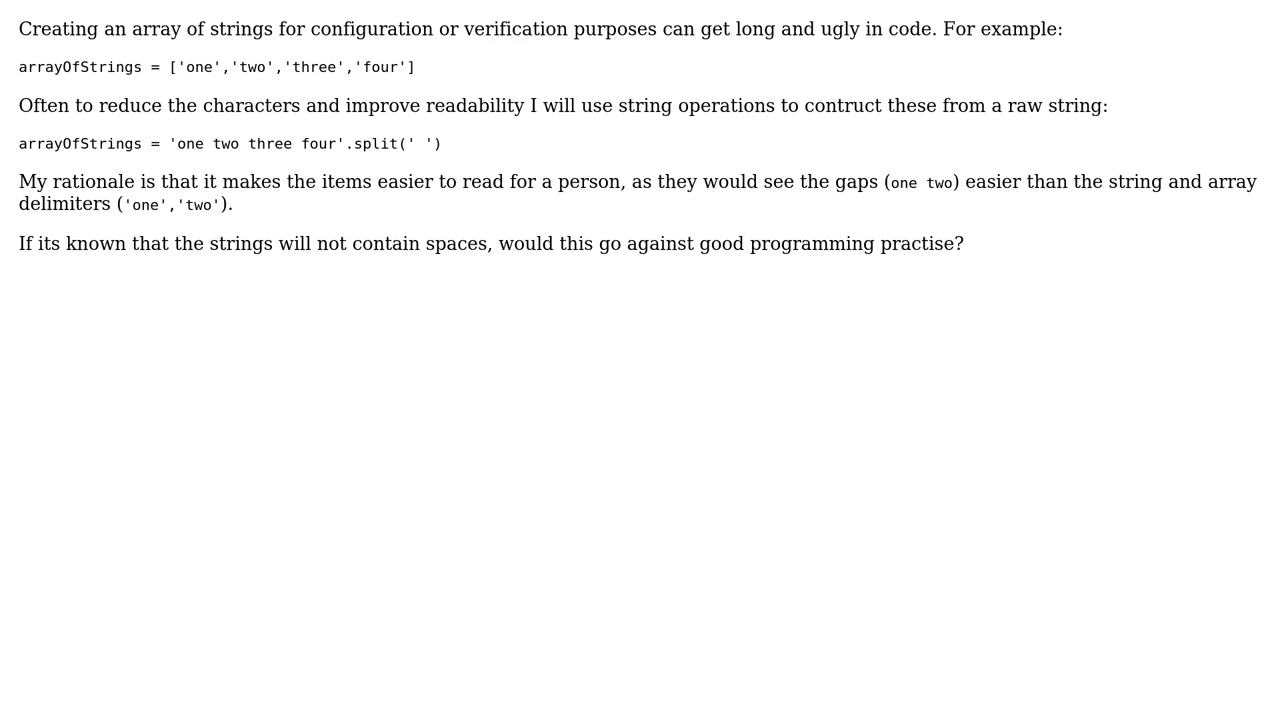 Creating an array of strings for configuration or verification purposes can get long and ugly in code. For example:
arrayOfStrings = ['one','two','three','four']
Often to reduce the characters and improve readability I will use string operations to contruct these from a raw string:
arrayOfStrings = 'one two three four'.split(' ')
My rationale is that it makes the items easier to read for a person, as they would see the gaps (one two) easier than the string and array
delimiters ('one','two').
If its known that the strings will not contain spaces, would this go against good programming practise?